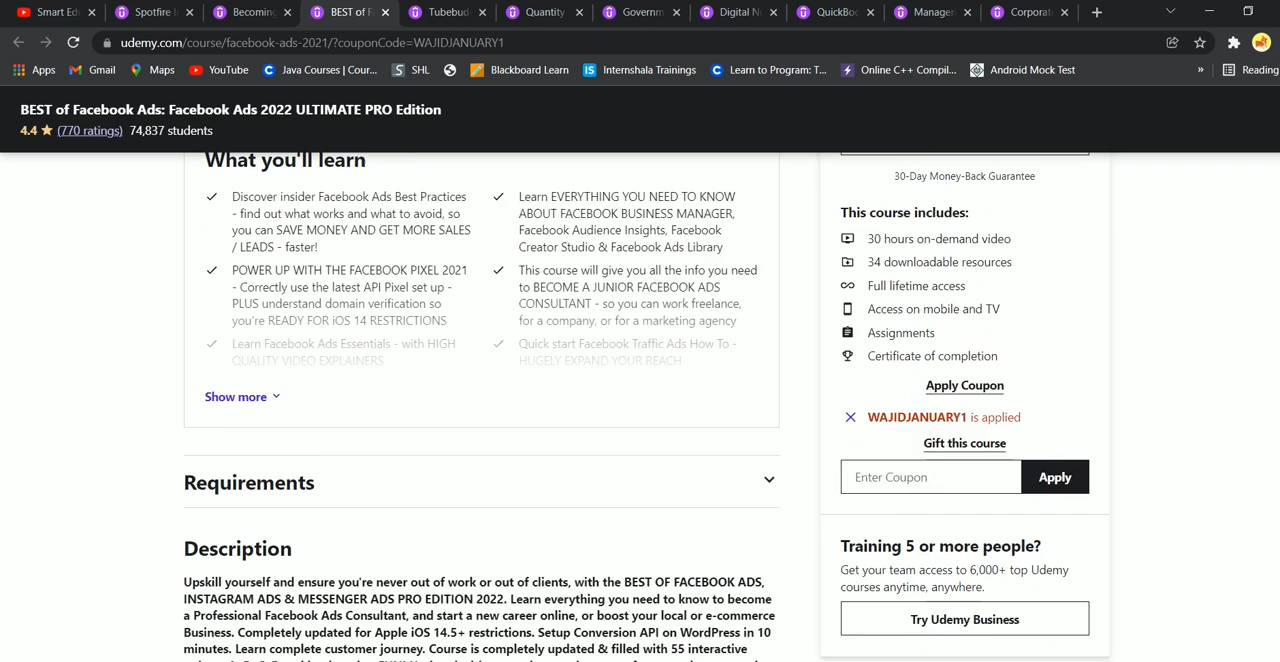 Smart Ed
Spotfire I
Becoming
BEST of F
Tubebud
Quantity
Governm
Digital N
QuickBoo
Manageri
Corporat
udemy.com/course/facebook-ads-2021/?couponCode=WAJIDJANUARY1
Apps
Gmail
Maps
YouTube
Java Courses | Cour...
SHL
Blackboard Learn
Internshala Trainings
Learn to Program: T...
Online C++ Compil...
Android Mock Test
»
Reading
BEST of Facebook Ads: Facebook Ads 2022 ULTIMATE PRO Edition
4.4 ★ (770 ratings) 74,837 students
What you'll learn
Discover insider Facebook Ads Best Practices
- find out what works and what to avoid, so
you can SAVE MONEY AND GET MORE SALES
/ LEADS - faster!
POWER UP WITH THE FACEBOOK PIXEL 2021
- Correctly use the latest API Pixel set up -
PLUS understand domain verification so
you're READY FOR iOS 14 RESTRICTIONS
Learn Facebook Ads Essentials - with HIGH
QUALITY VIDEO EXPLAINERS
Learn EVERYTHING YOU NEED TO KNOW
ABOUT FACEBOOK BUSINESS MANAGER,
Facebook Audience Insights, Facebook
Creator Studio & Facebook Ads Library
This course will give you all the info you need
to BECOME A JUNIOR FACEBOOK ADS
CONSULTANT - so you can work freelance,
for a company, or for a marketing agency
Quick start Facebook Traffic Ads How To -
HUGELY EXPAND YOUR REACH
Show more
Requirements
Description
Upskill yourself and ensure you're never out of work or out of clients, with the BEST OF FACEBOOK ADS,
INSTAGRAM ADS & MESSENGER ADS PRO EDITION 2022. Learn everything you need to know to become
a Professional Facebook Ads Consultant, and start a new career online, or boost your local or e-commerce
Business. Completely updated for Apple iOS 14.5+ restrictions. Setup Conversion API on WordPress in 10
minutes. Learn complete customer journey. Course is completely updated & filled with 55 interactive
30-Day Money-Back Guarantee
This course includes:
30 hours on-demand video
34 downloadable resources
Full lifetime access
Access on mobile and TV
Assignments
Certificate of completion
Apply Coupon
WAJIDJANUARY1 is applied
Gift this course
Enter Coupon
Apply
Training 5 or more people?
Get your team access to 6,000+ top Udemy
courses anytime, anywhere.
Try Udemy Business